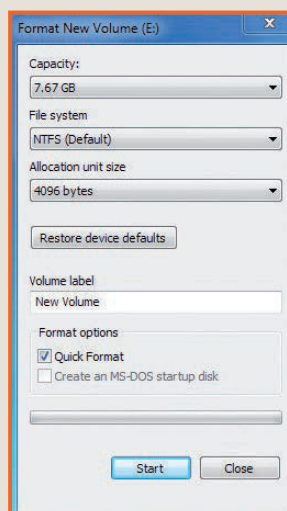 Format New Volume (E:)
Capacity:
7.67 GB
File system
NTFS (Default)
Allocation unit size
4096 bytes
Restore device defaults
Volume label
New Volume
Format options
Quick Format
Create an MS-DOS startup disk
Start Close